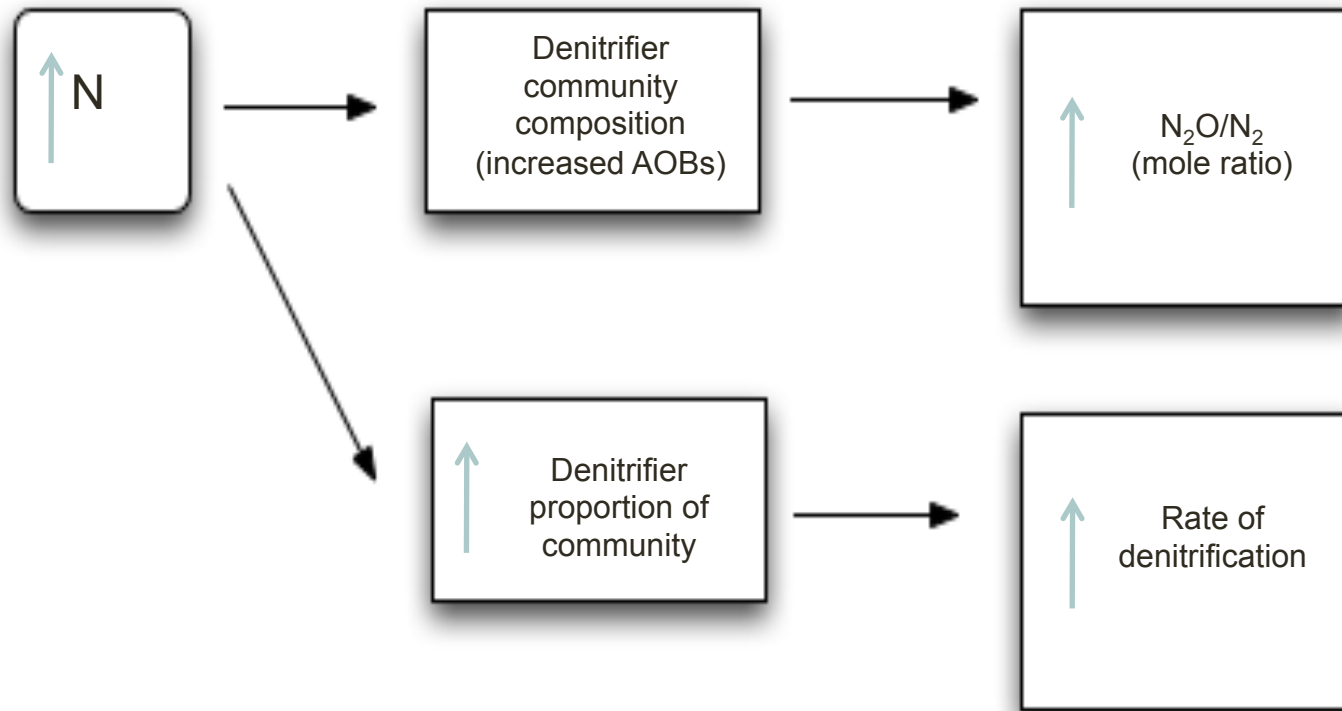 N
Denitrifier
community
composition
(increased AOBs)
N₂O/N₂
(mole ratio)
Denitrifier
proportion of
community
Rate of
denitrification